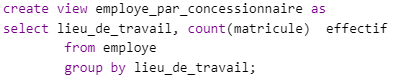 create view employe_par_concessionnaire as
select lieu_de_travail, count(matricule)  effectif
from employe
group by lieu_de_travail;